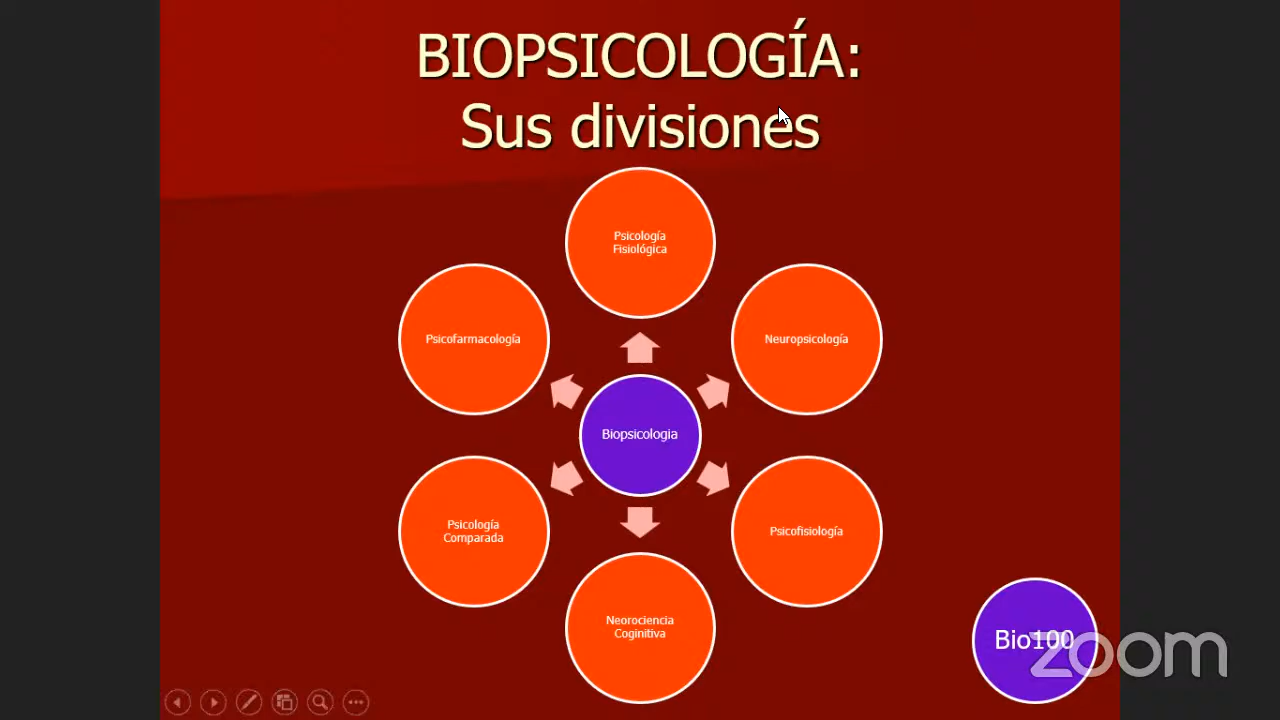 BIOPSICOLOGÍA:
Sus divisiones
Psicología
Fisiológica
Psicofarmacología
Neuropsicología
Biopsicologia
Psicología
Comparada
Psicofisiología
Neorociencia
Coginitiva
Bio100
zoom